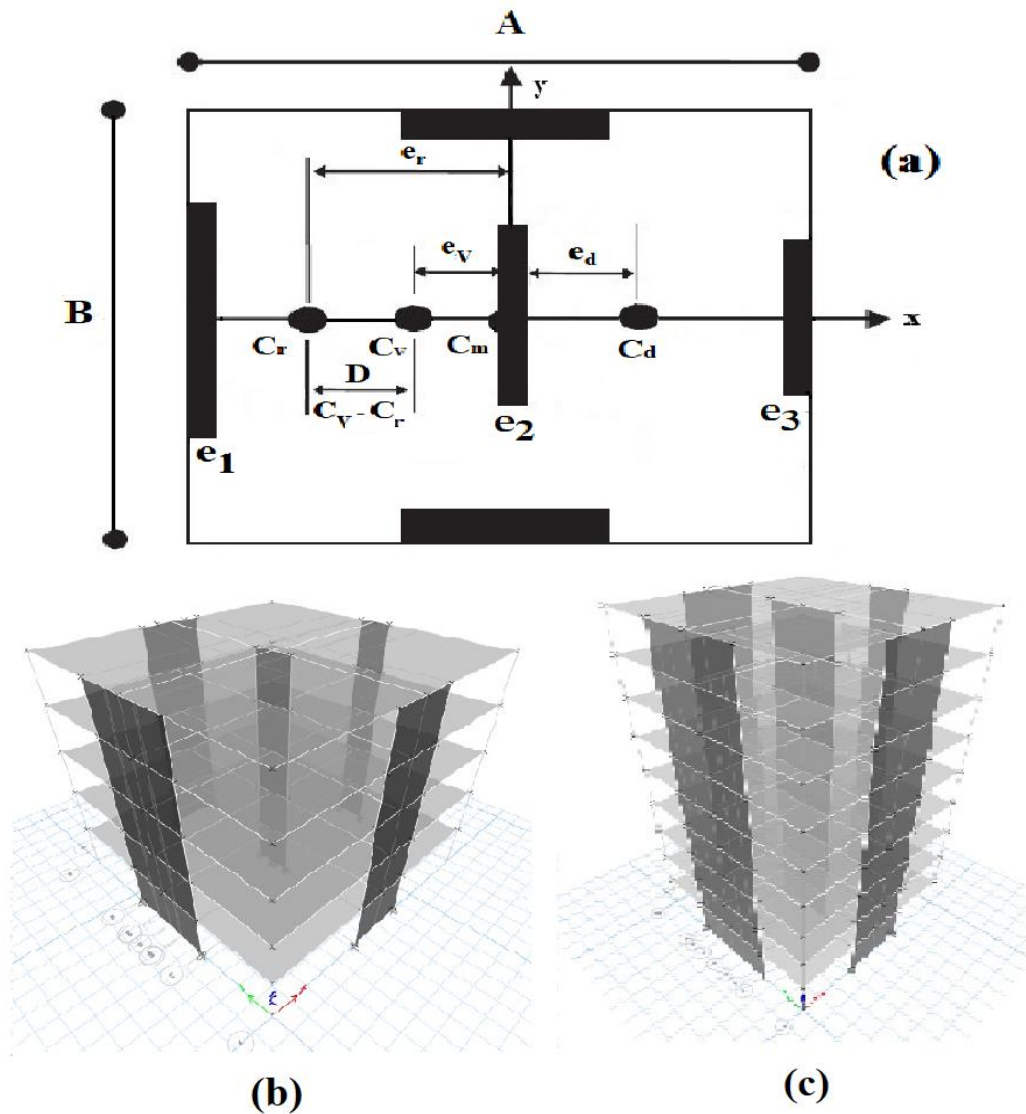 A
y
(a)
e_r
e_v
e_d
B
x
C_r
C_v
C_m
C_d
D
C_v - C_r
e_1
e_2
e_3
(b)
(c)